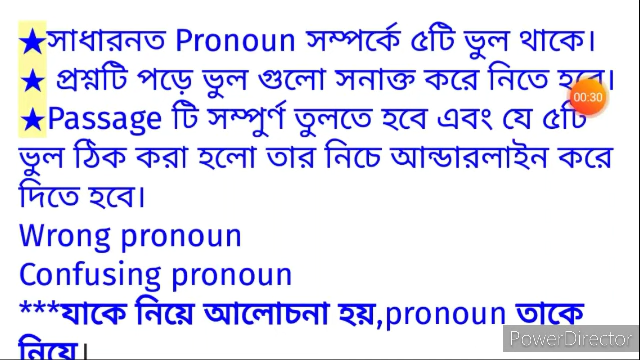 ★সাধারনত Pronoun সম্পর্কে ৫টি ভুল থাকে।
★ প্রশ্নটি পড়ে ভুল গুলো সনাক্ত করে নিতে হবে।
00:30
★Passage টি সম্পুর্ণ তুলতে হবে এবং যে ৫টি
ভুল ঠিক করা হলো তার নিচে আন্ডারলাইন করে
দিতে হবে।
Wrong pronoun
Confusing pronoun
***যাকে নিয়ে আলোচনা হয়,pronoun তাকে
নিয়ে।
PowerDirector